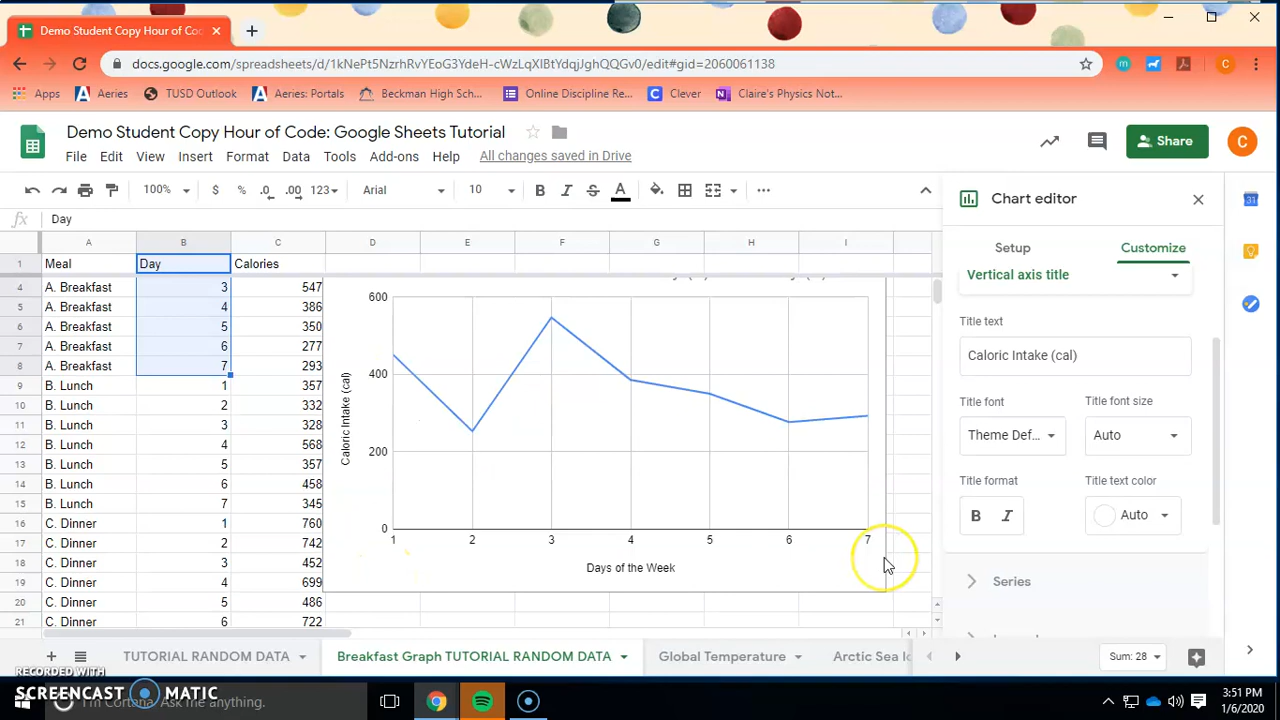 Demo Student Copy Hour of Coc
docs.google.com/spreadsheets/d/1kNePt5NzrhRvYEoG3YdeH-cWzLqXlBtYdqjJghQQGv0/edit#gid=2060061138
Apps Aeries TUSD Outlook Aeries: Portals Beckman High Sch... Online Discipline Re... Clever Claire's Physics Not...
Demo Student Copy Hour of Code: Google Sheets Tutorial
Share
C
File Edit View Insert Format Data Tools Add-ons Help All changes saved in Drive
100% $ % .0 .00 123 Arial 10 B I S A
fx Day
A B C D E F G H I
1 Meal Day Calories
4 A. Breakfast 3 547
5 A. Breakfast 4 386
6 A. Breakfast 5 350
7 A. Breakfast 6 277
8 A. Breakfast 7 293
9 B. Lunch 1 357
10 B. Lunch 2 332
11 B. Lunch 3 328
12 B. Lunch 4 568
13 B. Lunch 5 357
14 B. Lunch 6 458
15 B. Lunch 7 345
16 C. Dinner 1 760
17 C. Dinner 2 742
18 C. Dinner 3 452
19 C. Dinner 4 699
20 C. Dinner 5 486
21 C. Dinner 6 722
600
400
200
0
Caloric Intake (cal)
1 2 3 4 5 6 7
Days of the Week
Chart editor
Setup Customize
Vertical axis title
Title text
Caloric Intake (cal)
Title font Title font size
Theme Def... Auto
Title format Title text color
B I Auto
Series
TUTORIAL RANDOM DATA Breakfast Graph TUTORIAL RANDOM DATA Global Temperature Arctic Sea Ic
Sum: 28
RECORDED WITH
SCREENCAST MATIC
I'm Cortana. Ask me anything.
3:51 PM
1/6/2020